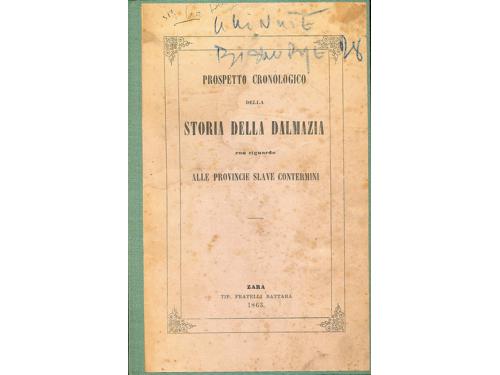 PROSPETTO CRONOLOGICO
DELLA
STORIA DELLA DALMAZIA
con riguardo
ALLE PROVINCIE SLAVE CONTERMINI
ZARA
TIP. FRATELLI BATTARA
1863.